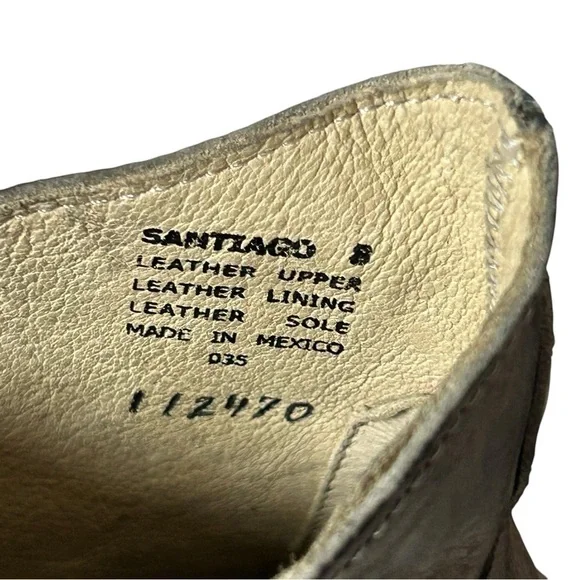 SANTIAGO 8
LEATHER UPPER
LEATHER LINING
LEATHER SOLE
MADE IN MEXICO
035
112470